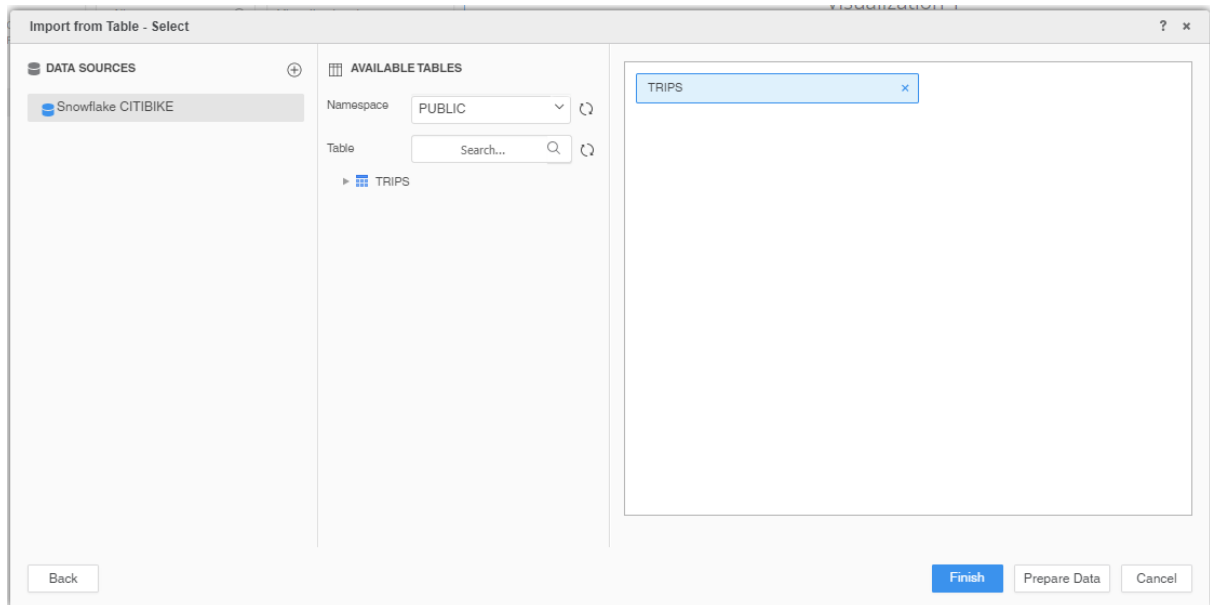 Import from Table - Select
? ×
DATA SOURCES
Snowflake CITIBIKE
AVAILABLE TABLES
Namespace
PUBLIC
Table
Search...
TRIPS
TRIPS ×
Back
Finish
Prepare Data
Cancel